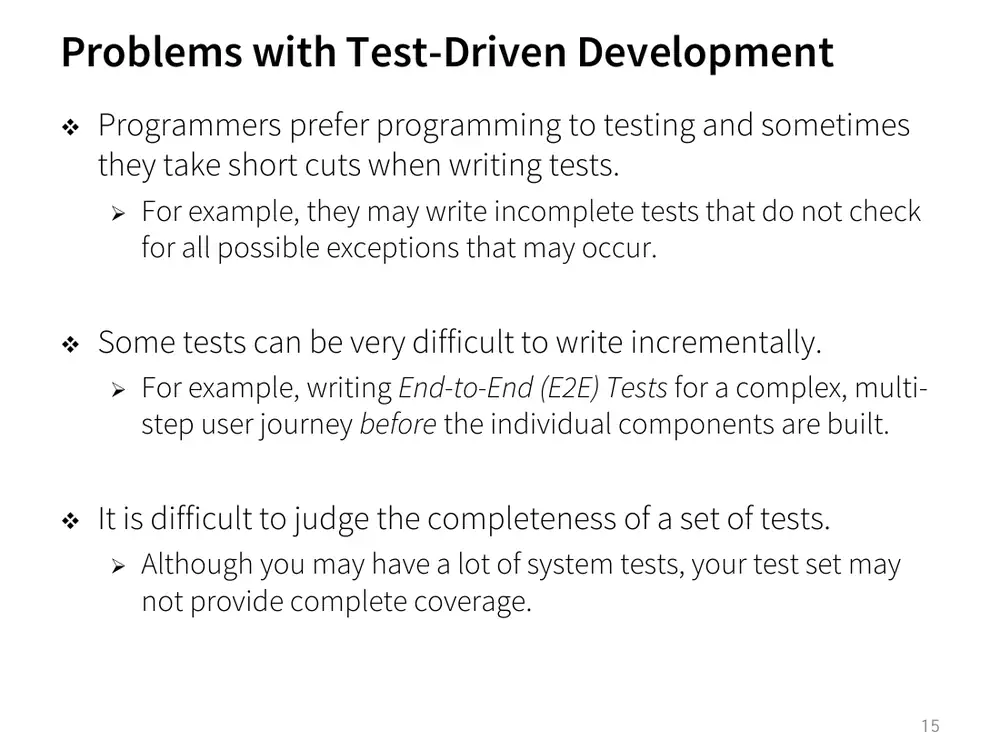 Problems with Test-Driven Development
❖ Programmers prefer programming to testing and sometimes
they take short cuts when writing tests.
➢ For example, they may write incomplete tests that do not check
for all possible exceptions that may occur.
❖ Some tests can be very difficult to write incrementally.
➢ For example, writing End-to-End (E2E) Tests for a complex, multi-
step user journey before the individual components are built.
❖ It is difficult to judge the completeness of a set of tests.
➢ Although you may have a lot of system tests, your test set may
not provide complete coverage.
15